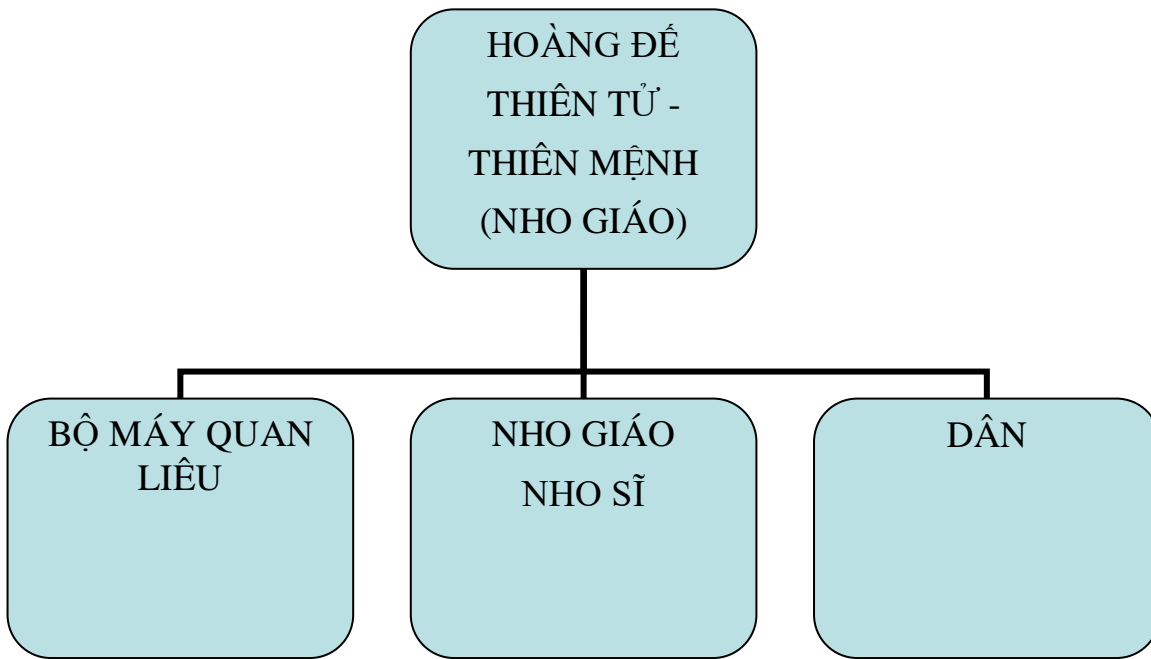 HOÀNG ĐẾ
THIÊN TỬ -
THIÊN MỆNH
(NHO GIÁO)
BỘ MÁY QUAN
LIÊU
NHO GIÁO
NHO SĨ
DÂN